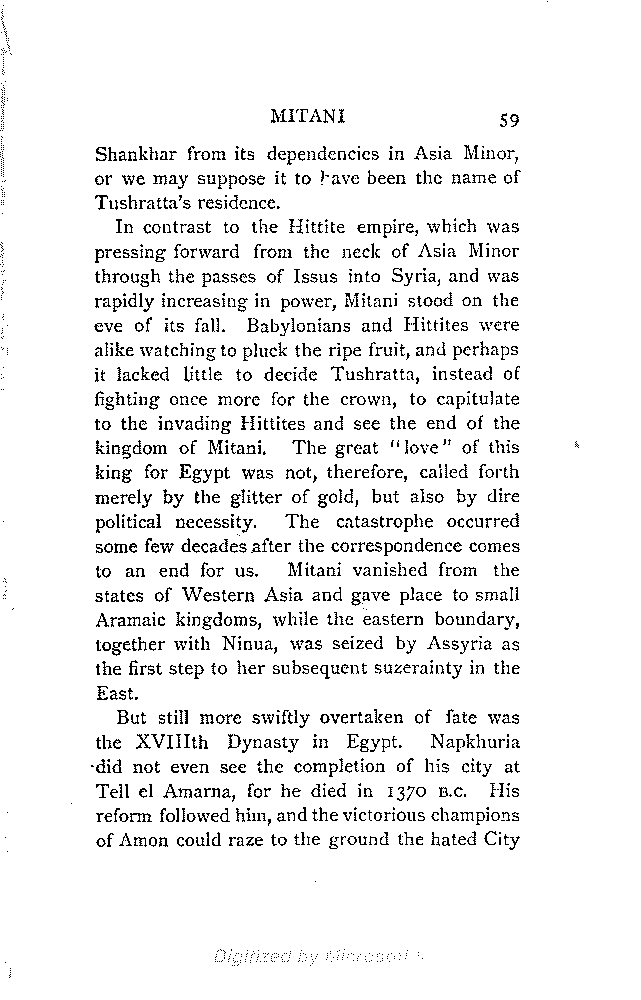 MITANI 59
Shankhar from its dependencies in Asia Minor,
or we may suppose it to have been the name of
Tushratta's residence.
In contrast to the Hittite empire, which was
pressing forward from the neck of Asia Minor
through the passes of Issus into Syria, and was
rapidly increasing in power, Mitani stood on the
eve of its fall. Babylonians and Hittites were
alike watching to pluck the ripe fruit, and perhaps
it lacked little to decide Tushratta, instead of
fighting once more for the crown, to capitulate
to the invading Hittites and see the end of the
kingdom of Mitani. The great "love" of this
king for Egypt was not, therefore, called forth
merely by the glitter of gold, but also by dire
political necessity. The catastrophe occurred
some few decades after the correspondence comes
to an end for us. Mitani vanished from the
states of Western Asia and gave place to small
Aramaic kingdoms, while the eastern boundary,
together with Ninua, was seized by Assyria as
the first step to her subsequent suzerainty in the
East.
But still more swiftly overtaken of fate was
the XVIIIth Dynasty in Egypt. Napkhuria
did not even see the completion of his city at
Tell el Amarna, for he died in 1370 B.C. His
reform followed him, and the victorious champions
of Amon could raze to the ground the hated City
Digitized by Microsoft